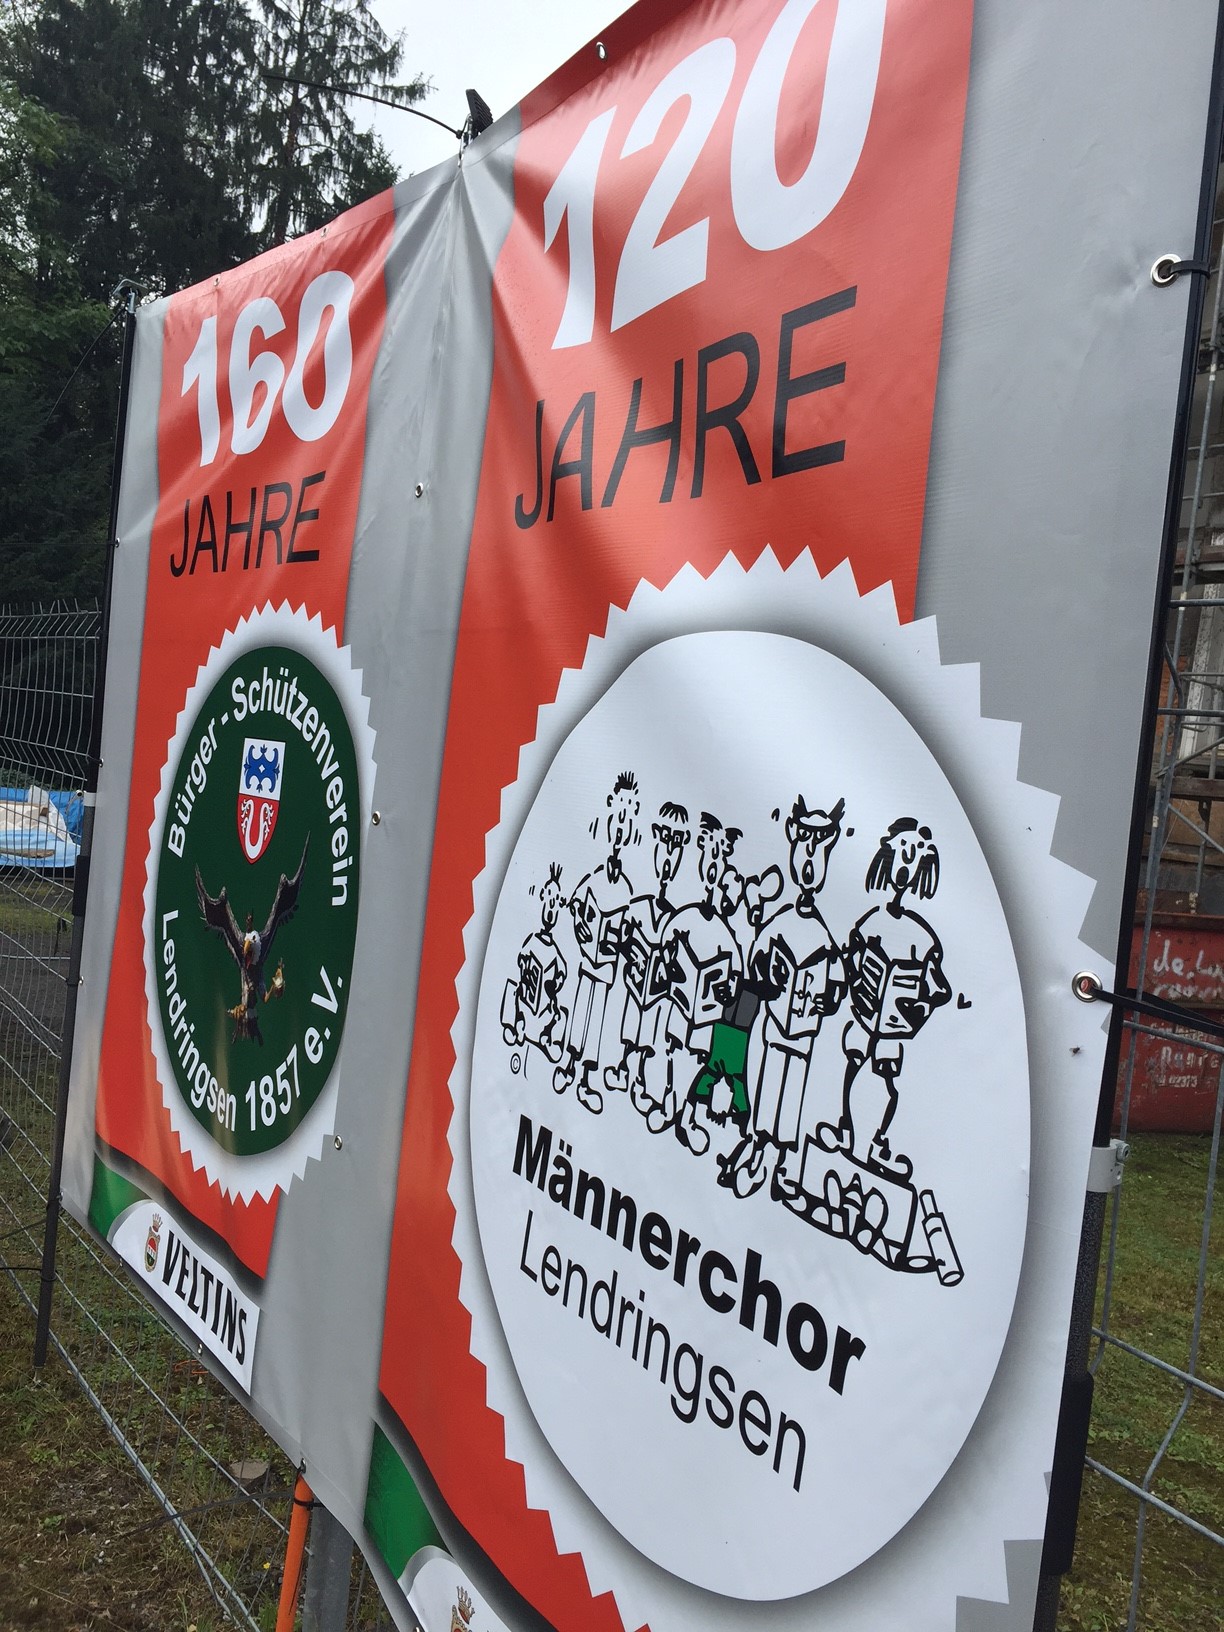 160
JAHRE
Bürger-Schützenverein
Lendringsen 1857 e.V.
VELTINS
120
JAHRE
©
Männerchor
Lendringsen